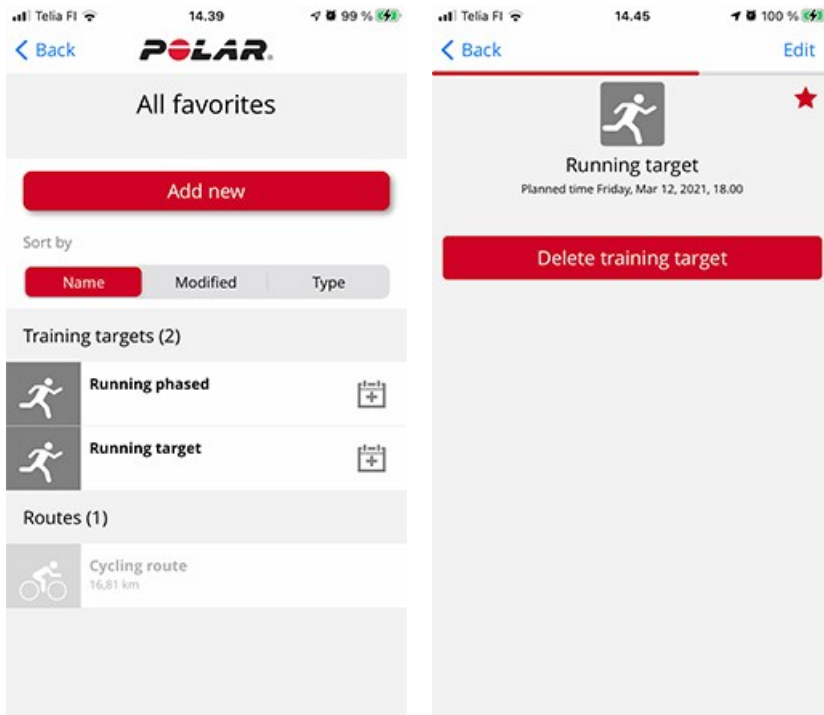 Telia FI 14.39 99 %
Back POLAR.
All favorites
Add new
Sort by
Name Modified Type
Training targets (2)
Running phased
Running target
Routes (1)
Cycling route
16,81 km
Telia FI 14.45 100 %
Back Edit
Running target
Planned time Friday, Mar 12, 2021, 18.00
Delete training target